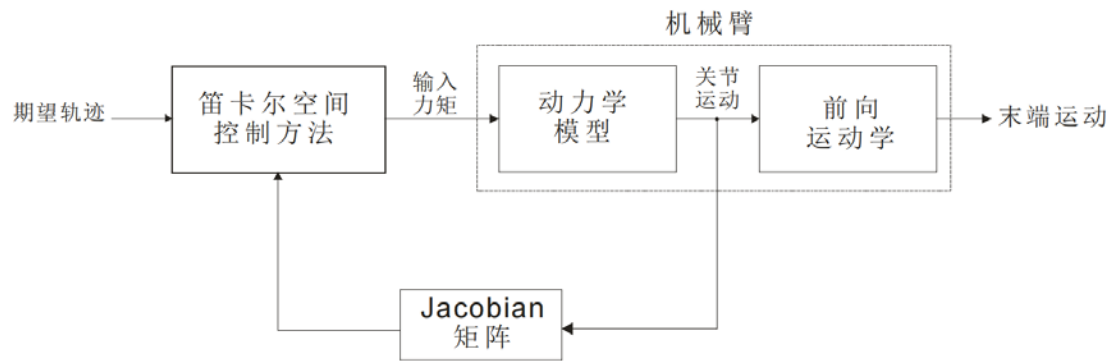 机械臂
期望轨迹
笛卡尔空间
控制方法
输入
力矩
动力学
模型
关节
运动
前向
运动学
末端运动
Jacobian
矩阵